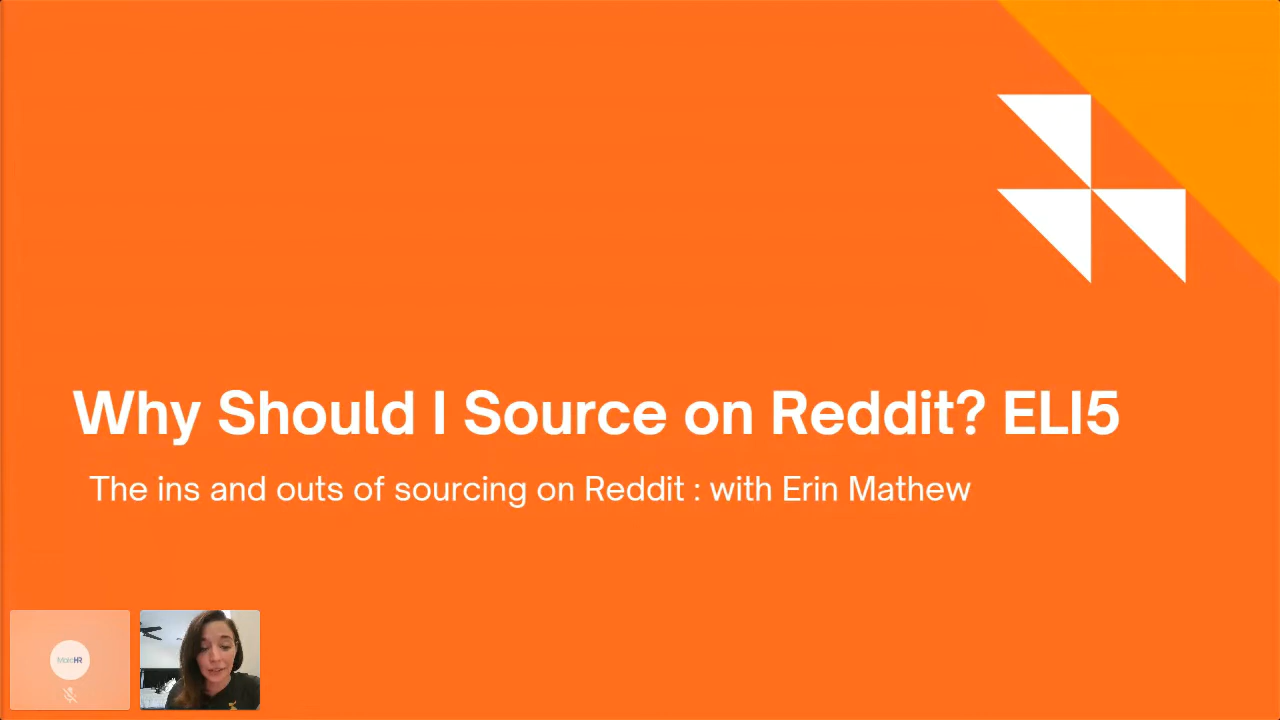 Why Should I Source on Reddit? ELI5
The ins and outs of sourcing on Reddit : with Erin Mathew